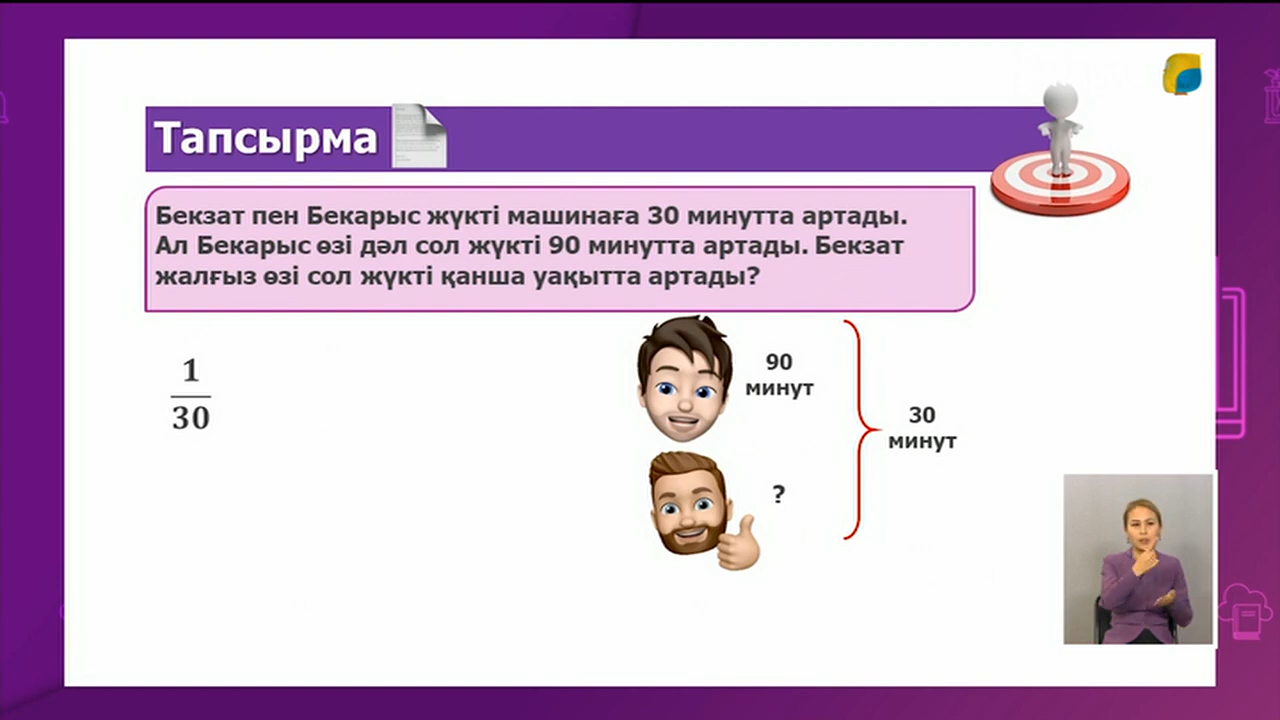 Тапсырма
Бекзат пен Бекарыс жүкті машинаға 30 минутта артады.
Ал Бекарыс өзі дәл сол жүкті 90 минутта артады. Бекзат
жалғыз өзі сол жүкті қанша уақытта артады?
1
30
90
минут
30
минут
?